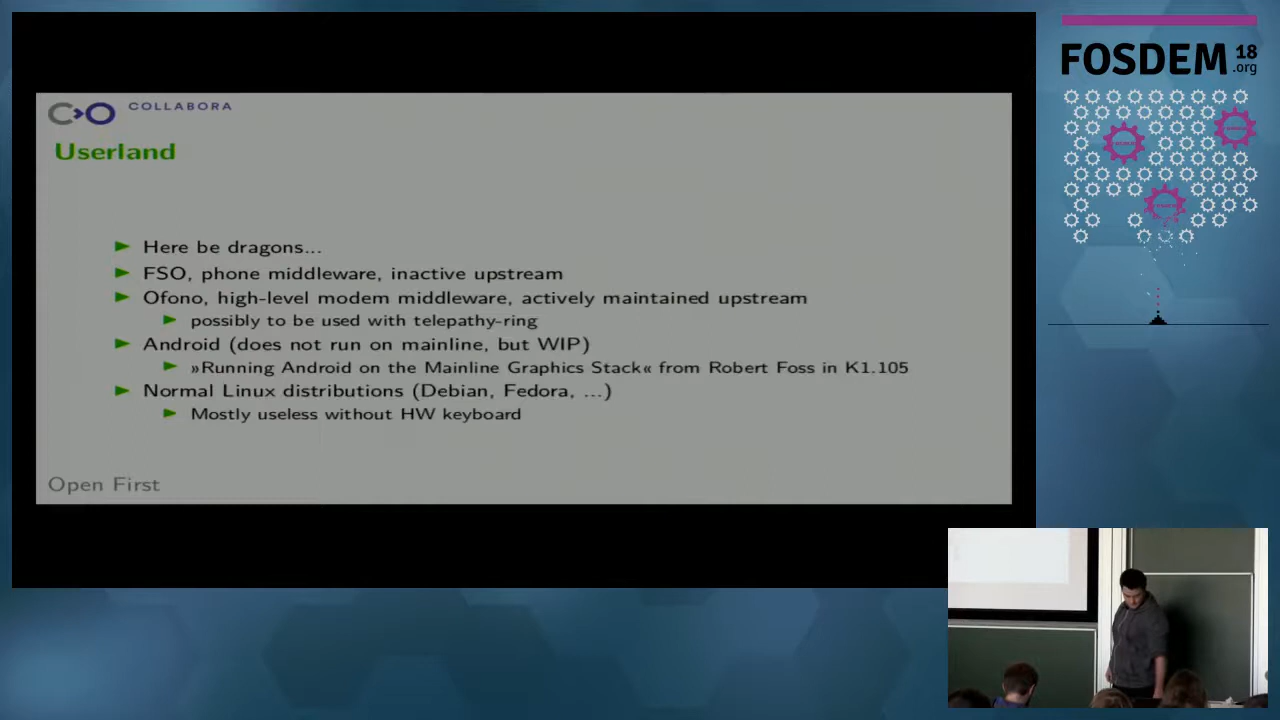 FOSDEM 18 .org
COLLABORA
Userland
Here be dragons...
FSO, phone middleware, inactive upstream
Ofono, high-level modem middleware, actively maintained upstream
possibly to be used with telepathy-ring
Android (does not run on mainline, but WIP)
»Running Android on the Mainline Graphics Stack« from Robert Foss in K1.105
Normal Linux distributions (Debian, Fedora, ...)
Mostly useless without HW keyboard
Open First